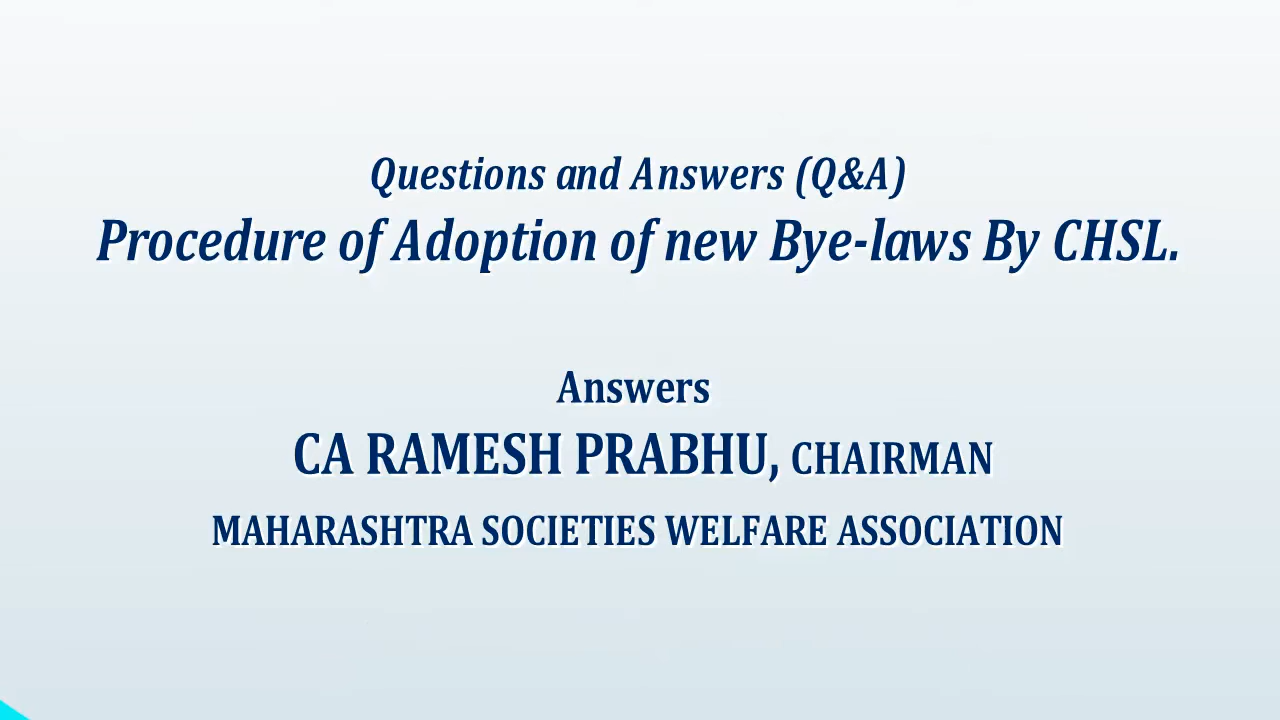 Questions and Answers (Q&A)
Procedure of Adoption of new Bye-laws By CHSL.
Answers
CA RAMESH PRABHU, CHAIRMAN
MAHARASHTRA SOCIETIES WELFARE ASSOCIATION